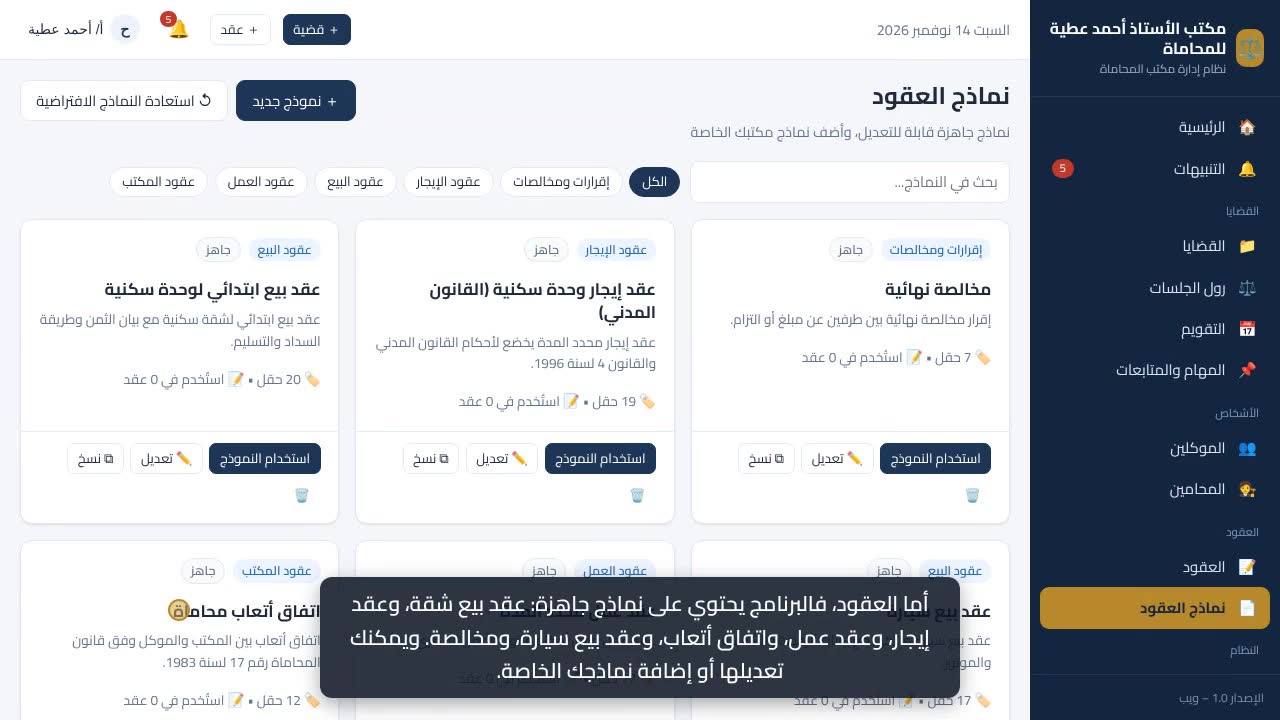 مكتب الأستاذ أحمد عطية
للمحاماة
نظام إدارة مكتب المحاماة
الرئيسية
التنبيهات
5
القضايا
القضايا
رول الجلسات
التقويم
المهام والمتابعات
الأشخاص
الموكلين
المحامين
العقود
العقود
نماذج العقود
النظام
الإصدار 1.0 – ويب
السبت 14 نوفمبر 2026
+ قضية
+ عقد
5
ح
أ/ أحمد عطية
نماذج العقود
نماذج جاهزة قابلة للتعديل، وأضف نماذج مكتبك الخاصة
+ نموذج جديد
استعادة النماذج الافتراضية
بحث في النماذج...
الكل
إقرارات ومخالصات
عقود الإيجار
عقود البيع
عقود العمل
عقود المكتب
إقرارات ومخالصات
جاهز
مخالصة نهائية
إقرار مخالصة نهائية بين طرفين عن مبلغ أو التزام.
7 حقل • استُخدم في 0 عقد
استخدام النموذج
تعديل
نسخ
عقود الإيجار
جاهز
عقد إيجار وحدة سكنية (القانون
المدني)
عقد إيجار محدد المدة يخضع لأحكام القانون المدني
والقانون 4 لسنة 1996.
19 حقل • استُخدم في 0 عقد
استخدام النموذج
تعديل
نسخ
عقود البيع
جاهز
عقد بيع ابتدائي لوحدة سكنية
عقد بيع ابتدائي لشقة سكنية مع بيان الثمن وطريقة
السداد والتسليم.
20 حقل • استُخدم في 0 عقد
استخدام النموذج
تعديل
نسخ
عقود البيع
جاهز
عقد بيع
عقد بيع
17 حقل • استُخدم في 0 عقد
عقود العمل
جاهز
عقود المكتب
جاهز
اتفاق أتعاب محاماة
اتفاق أتعاب بين المكتب والموكل وفق قانون
المحاماة رقم 17 لسنة 1983.
12 حقل • استُخدم في 0 عقد
أما العقود، فالبرنامج يحتوي على نماذج جاهزة: عقد بيع شقة، وعقد
إيجار، وعقد عمل، واتفاق أتعاب، وعقد بيع سيارة، ومخالصة. ويمكنك
تعديلها أو إضافة نماذجك الخاصة.